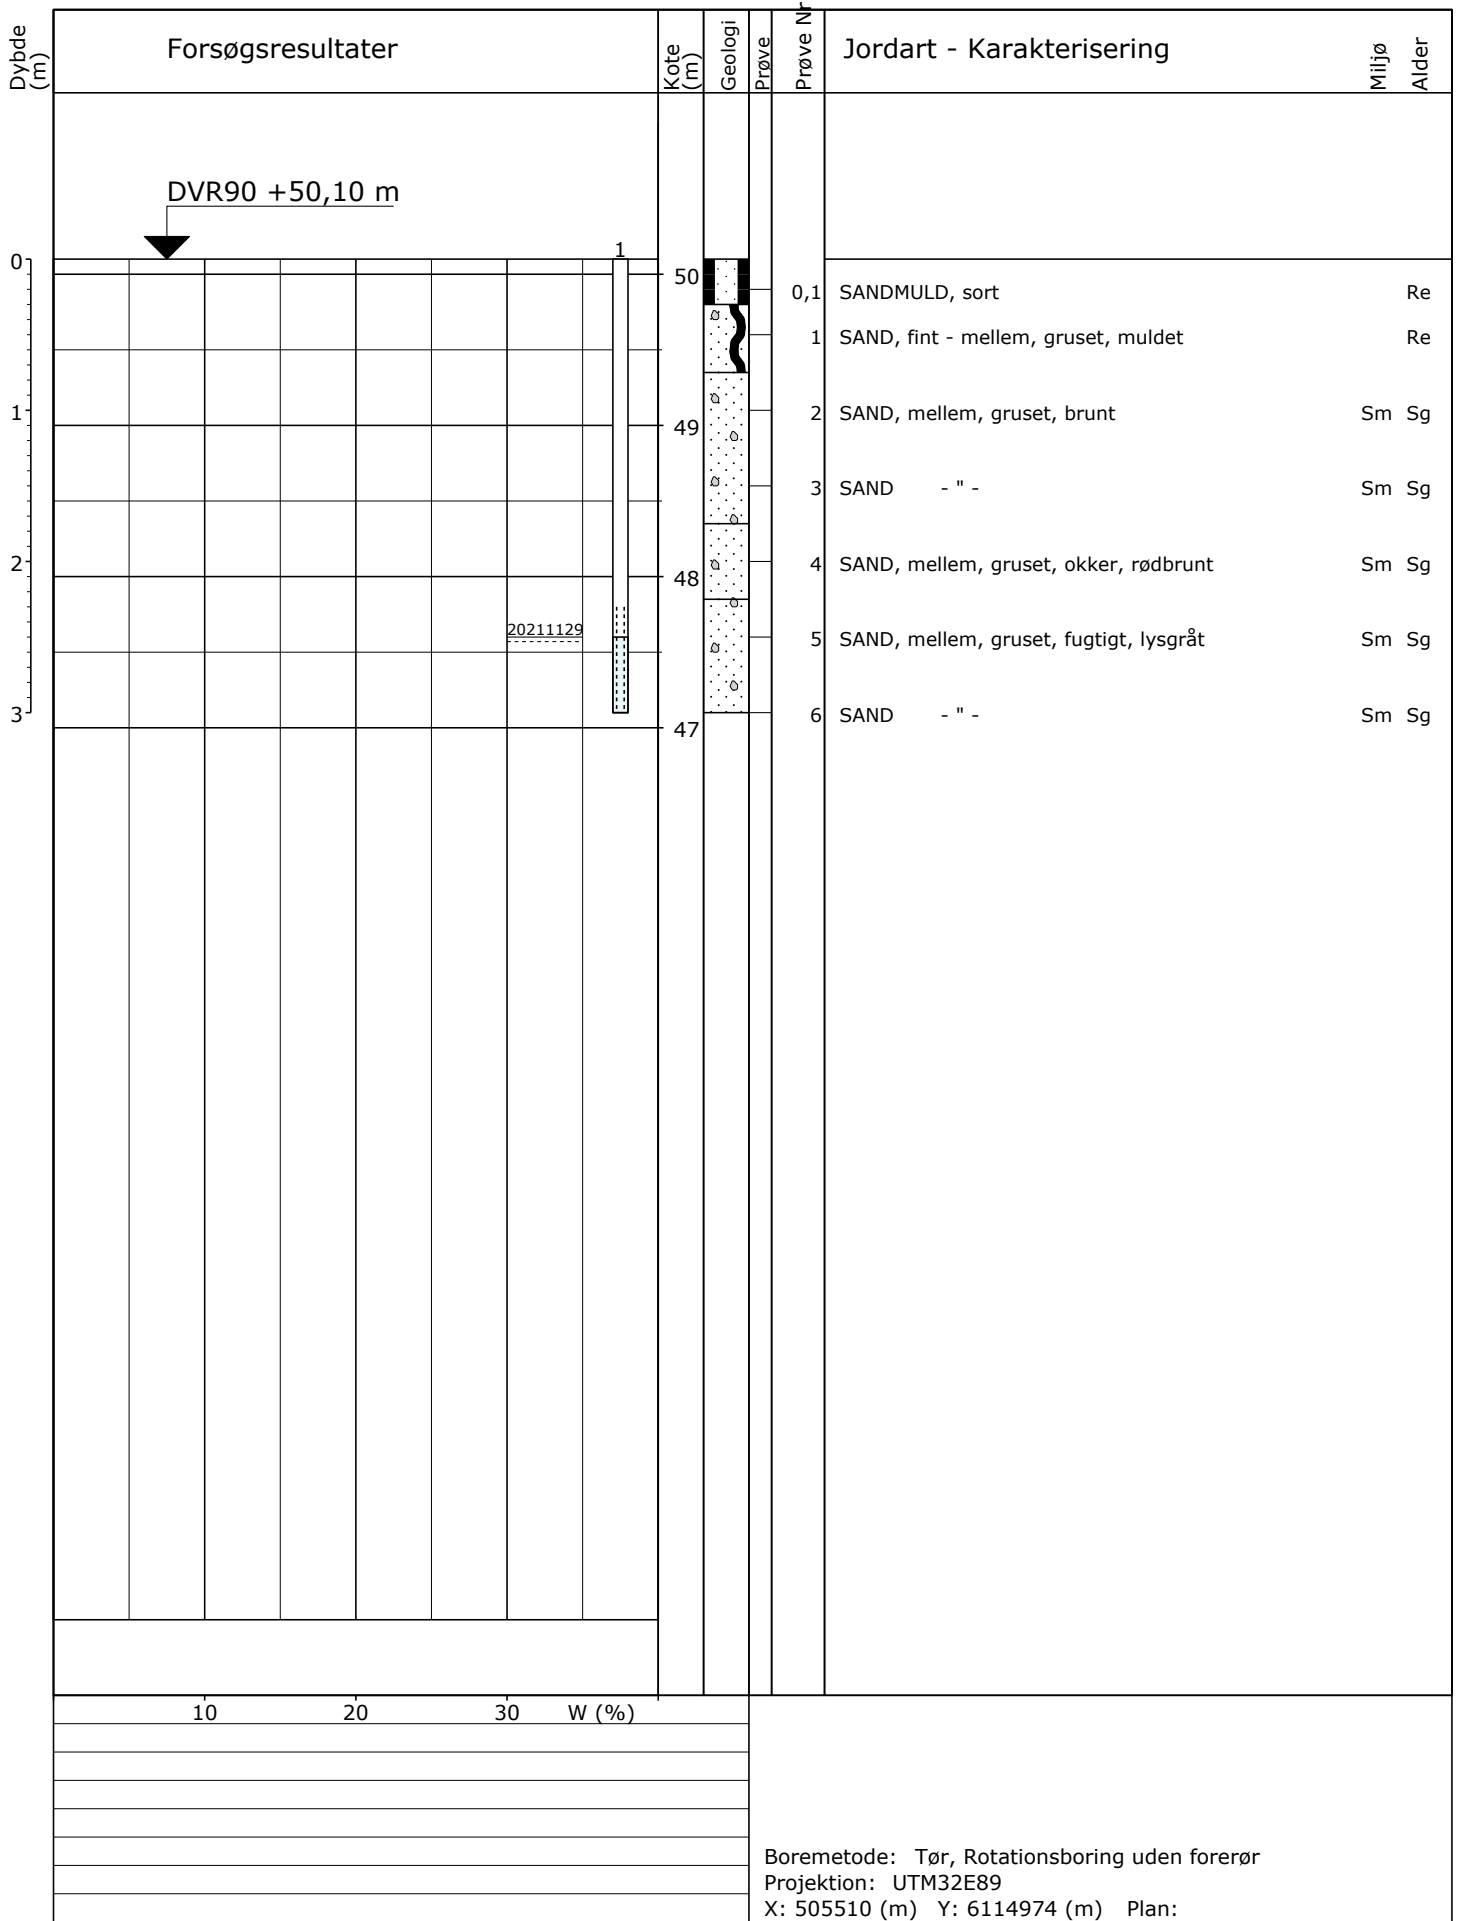 Dybde (m)
Forsøgsresultater
Kote (m)
Geologi
Prøve
Prøve Nr
Jordart - Karakterisering
Miljø
Alder
DVR90 +50,10 m
1
0
50
0,1 SANDMULD, sort Re
1 SAND, fint - mellem, gruset, muldet Re
1
49
2 SAND, mellem, gruset, brunt Sm Sg
3 SAND - " - Sm Sg
2
48
4 SAND, mellem, gruset, okker, rødbrunt Sm Sg
20211129
5 SAND, mellem, gruset, fugtigt, lysgråt Sm Sg
3
47
6 SAND - " - Sm Sg
10 20 30 W (%)
Boremetode: Tør, Rotationsboring uden forerør
Projektion: UTM32E89
X: 505510 (m) Y: 6114974 (m) Plan: